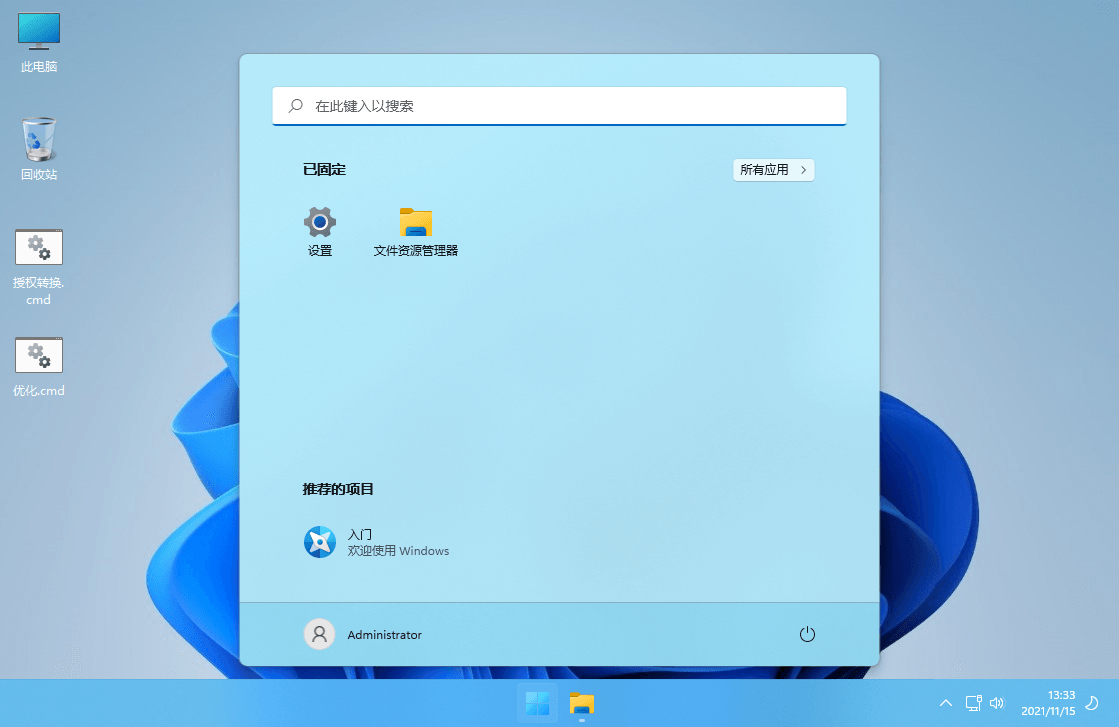 此电脑
回收站
授权转换.
cmd
优化.cmd
在此键入以搜索
已固定
所有应用
设置
文件资源管理器
推荐的项目
入门
欢迎使用 Windows
Administrator
13:33
2021/11/15